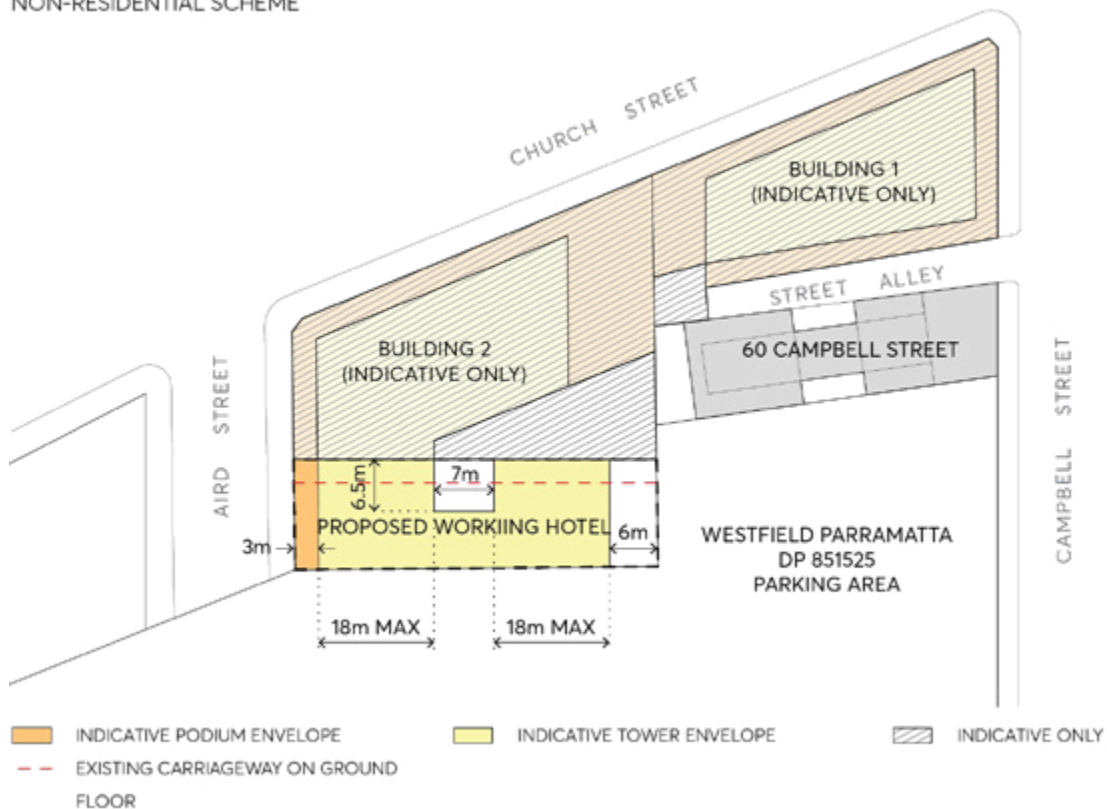 NON-RESIDENTIAL SCHEME
CHURCH STREET
BUILDING 1
(INDICATIVE ONLY)
STREET ALLEY
60 CAMPBELL STREET
BUILDING 2
(INDICATIVE ONLY)
AIRD STREET
CAMPBELL STREET
6.5m
7m
PROPOSED WORKIING HOTEL
3m
6m
WESTFIELD PARRAMATTA
DP 851525
PARKING AREA
18m MAX
18m MAX
INDICATIVE PODIUM ENVELOPE
INDICATIVE TOWER ENVELOPE
INDICATIVE ONLY
EXISTING CARRIAGEWAY ON GROUND
FLOOR